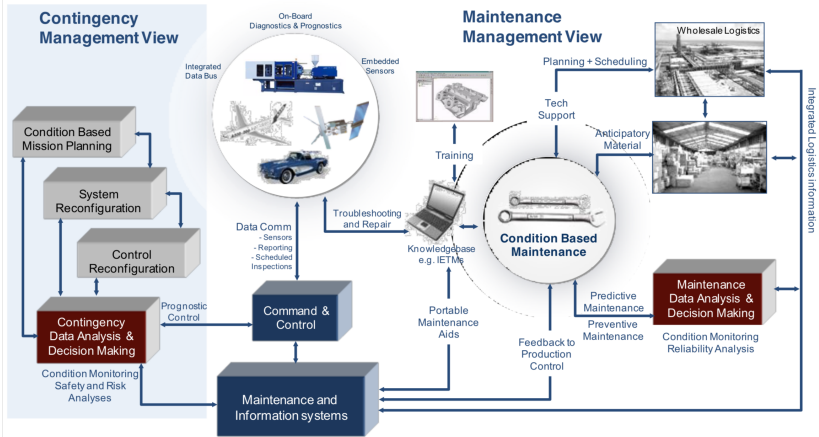 Contingency
Management View
On-Board
Diagnostics & Prognostics
Integrated
Data Bus
Embedded
Sensors
Maintenance
Management View
Wholesale Logistics
Planning + Scheduling
Tech
Support
Anticipatory
Material
Integrated Logistics information
Training
Condition Based
Mission Planning
System
Reconfiguration
Control
Reconfiguration
Data Comm
- Sensors
- Reporting
- Scheduled
Inspections
Troubleshooting
and Repair
Knowledgebase
e.g. IETMs
Condition Based
Maintenance
Contingency
Data Analysis &
Decision Making
Prognostic
Control
Command &
Control
Portable
Maintenance
Aids
Predictive
Maintenance
Preventive
Maintenance
Maintenance
Data Analysis &
Decision Making
Condition Monitoring
Reliability Analysis
Feedback to
Production
Control
Condition Monitoring
Safety and Risk
Analyses
Maintenance and
Information systems